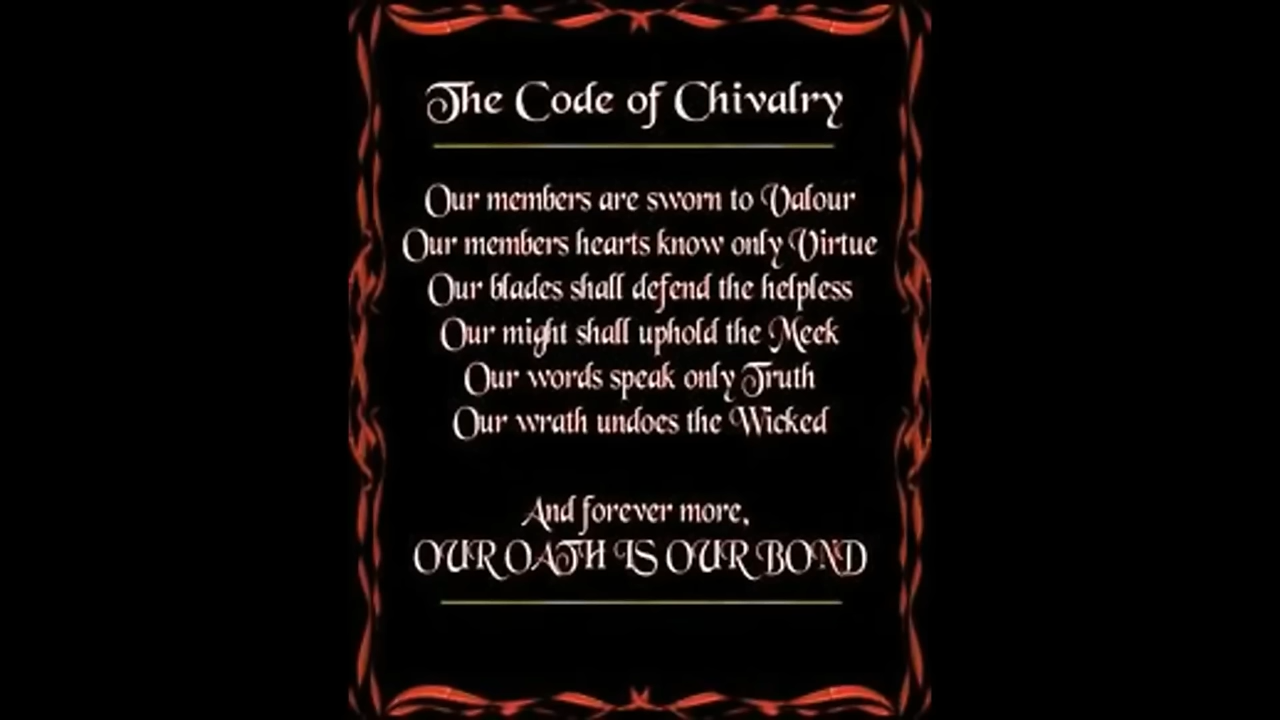 The Code of Chivalry
Our members are sworn to Valour
Our members hearts know only Virtue
Our blades shall defend the helpless
Our might shall uphold the Meek
Our words speak only Truth
Our wrath undoes the Wicked
And forever more,
OUR OATH IS OUR BOND